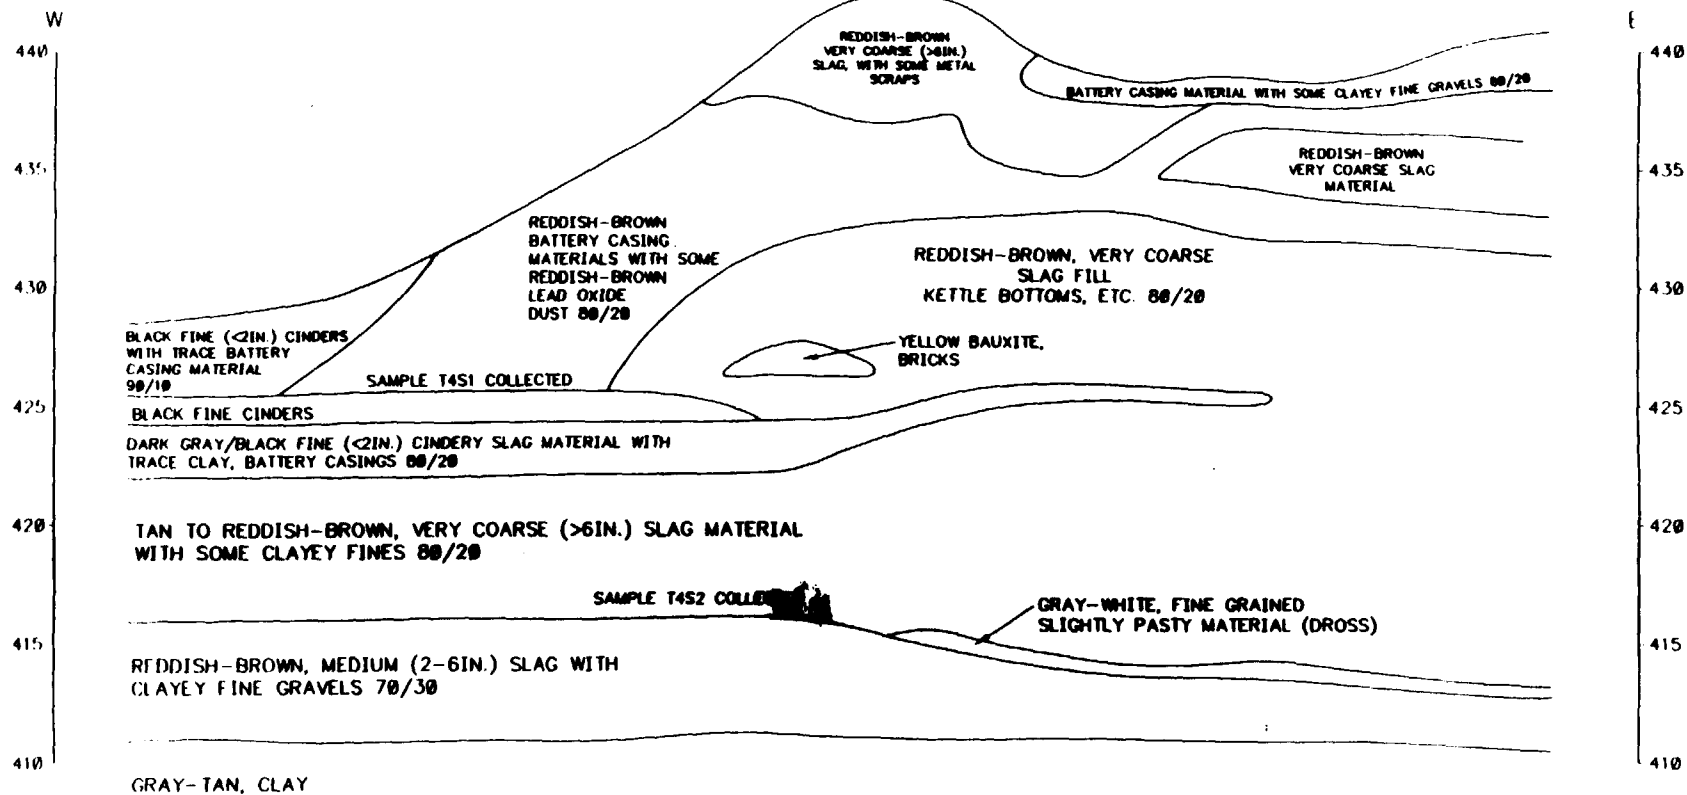 W
E
440
435
430
425
420
415
410
440
435
430
425
420
415
410
REDDISH-BROWN
VERY COARSE (>6IN.)
SLAG, WITH SOME METAL
SCRAPS
BATTERY CASING MATERIAL WITH SOME CLAYEY FINE GRAVELS 80/20
REDDISH-BROWN
VERY COARSE SLAG
MATERIAL
REDDISH-BROWN
BATTERY CASING
MATERIALS WITH SOME
REDDISH-BROWN
LEAD OXIDE
DUST 80/20
REDDISH-BROWN, VERY COARSE
SLAG FILL
KETTLE BOTTOMS, ETC. 80/20
YELLOW BAUXITE,
BRICKS
BLACK FINE (<2IN.) CINDERS
WITH TRACE BATTERY
CASING MATERIAL
90/10
SAMPLE T4S1 COLLECTED
BLACK FINE CINDERS
DARK GRAY/BLACK FINE (<2IN.) CINDERY SLAG MATERIAL WITH
TRACE CLAY, BATTERY CASINGS 80/20
TAN TO REDDISH-BROWN, VERY COARSE (>6IN.) SLAG MATERIAL
WITH SOME CLAYEY FINES 80/20
SAMPLE T4S2
GRAY-WHITE, FINE GRAINED
SLIGHTLY PASTY MATERIAL (DROSS)
REDDISH-BROWN, MEDIUM (2-6IN.) SLAG WITH
CLAYEY FINE GRAVELS 70/30
GRAY-TAN, CLAY